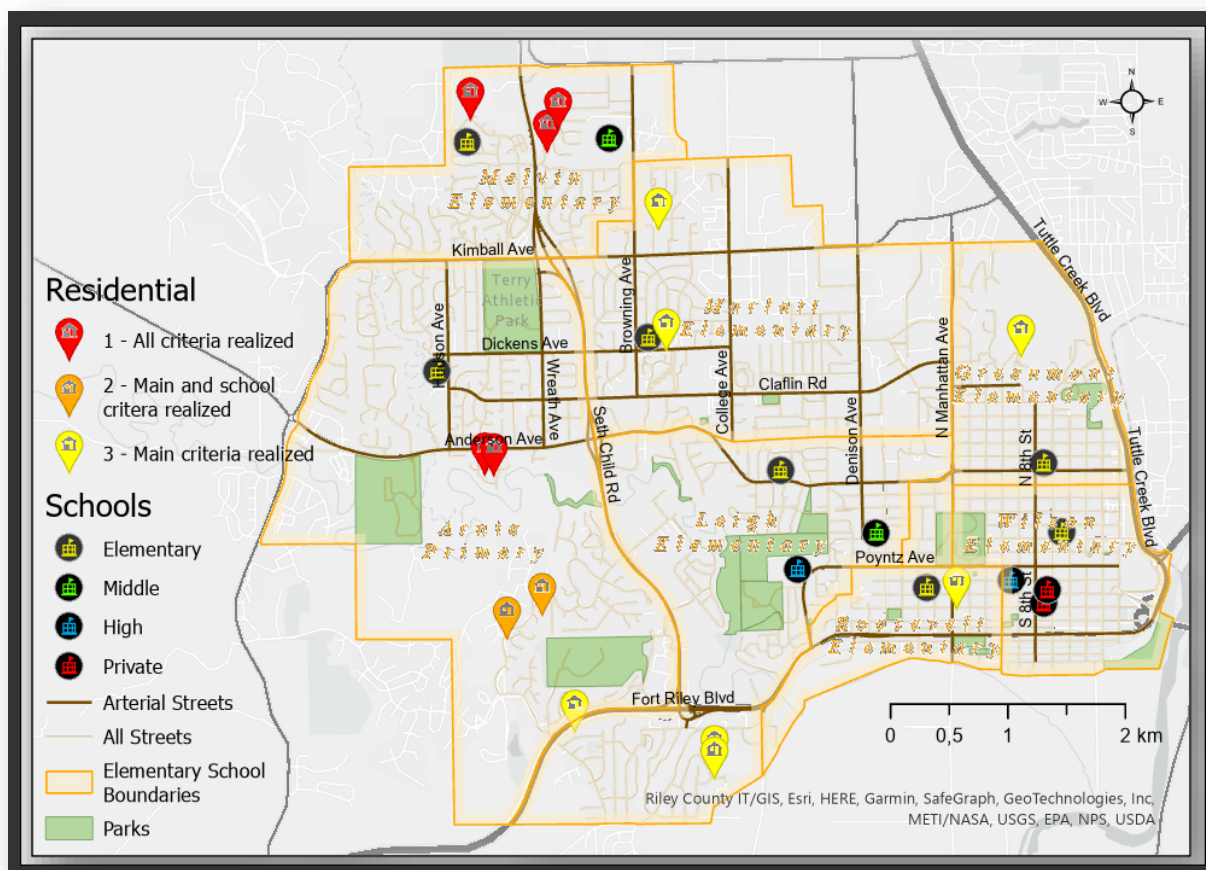 N
W
E
S
Melvin
Elementary
Kimball Ave
Tuttle Creek Blvd
Terry
Athletic
Park
Browning Ave
Marlatt
Elementary
Dickens Ave
Wreath Ave
College Ave
Claflin Rd
N Manhattan Ave
Denison Ave
Elementary
Seth Child Rd
Anderson Ave
N 8th St
Tuttle Creek Blvd
Primary
Elementary
Elementary
Poyntz Ave
S 8th St
Roosevelt
Elementary
Fort Riley Blvd
Residential
1 - All criteria realized
2 - Main and school
critera realized
3 - Main criteria realized
Schools
Elementary
Middle
High
Private
Arterial Streets
All Streets
Elementary School
Boundaries
Parks
0
0,5
1
2 km
Riley County IT/GIS, Esri, HERE, Garmin, SafeGraph, GeoTechnologies, Inc,
METI/NASA, USGS, EPA, NPS, USDA